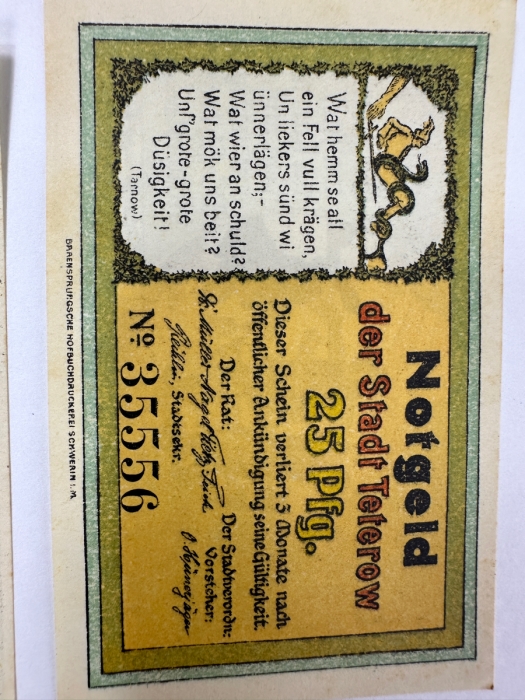 Wat hemm se all
ein Fell vull krägen,
Un liekers sünd wi
ünnerlägen;-
Wat wier an schuld?
Wat mök uns beit?
Uns' grote-grote
Düsigkeit!
(Tarnow)
Notgeld
der Stadt Teterow
25 Pfg.
Dieser Schein verliert 3 Monate nach
öffentlicher Ankündigung seine Gültigkeit.
Der Rat:
Stadtsekr.
Der Stadtverordn:
Vorsteher:
No 35556
BÄRENSPRUNGSCHE HOFBUCHDRUCKEREI SCHWERIN I. M.